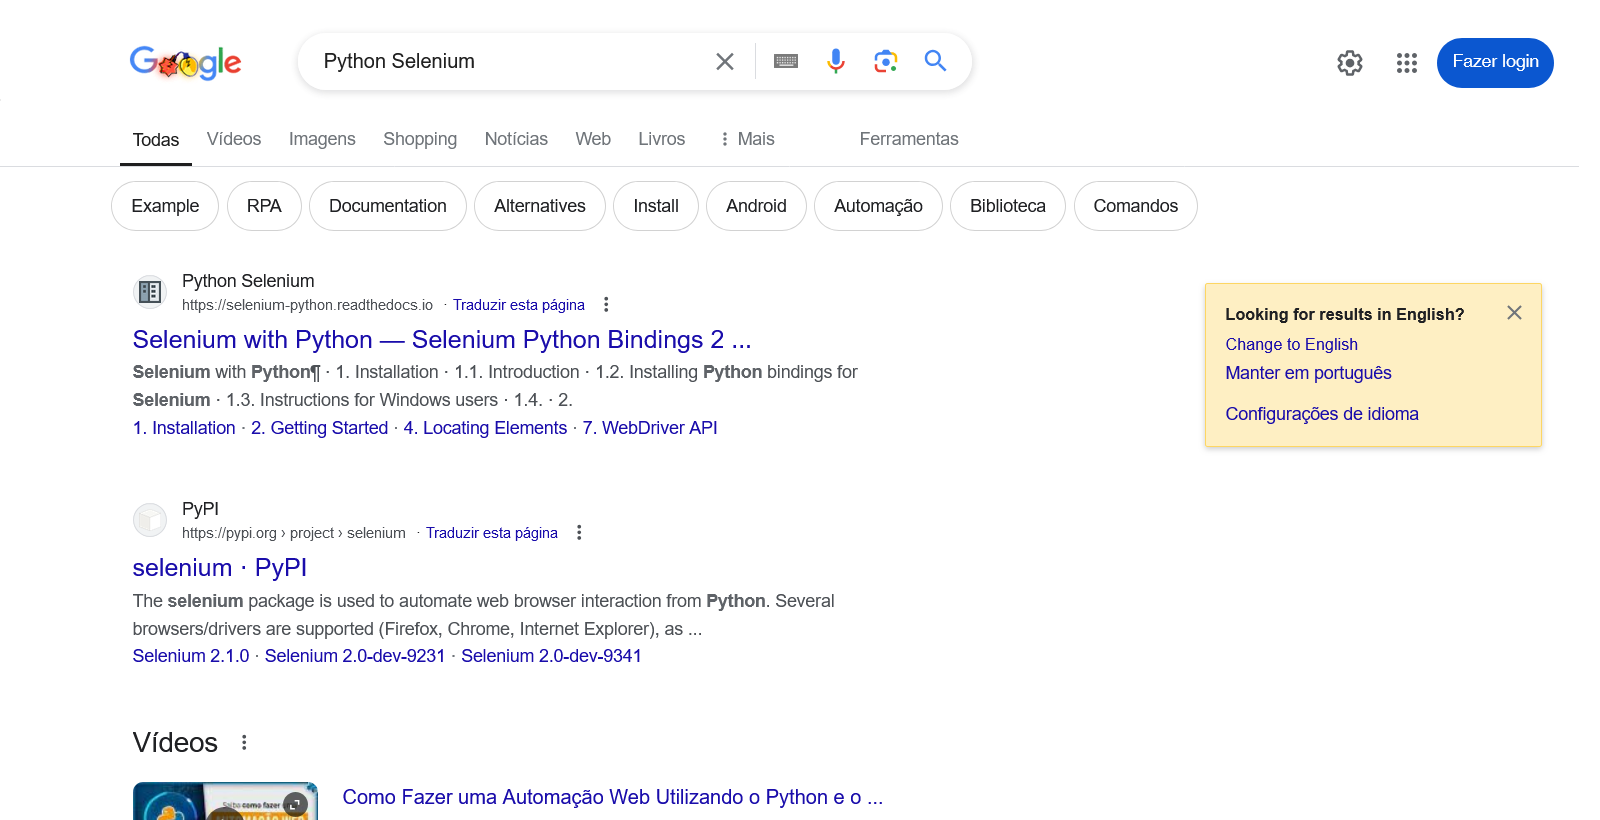 Google
Python Selenium
Fazer login
Todas Vídeos Imagens Shopping Notícias Web Livros Mais Ferramentas
Example RPA Documentation Alternatives Install Android Automação Biblioteca Comandos
Python Selenium
https://selenium-python.readthedocs.io · Traduzir esta página
Selenium with Python — Selenium Python Bindings 2 ...
Selenium with Python¶ · 1. Installation · 1.1. Introduction · 1.2. Installing Python bindings for
Selenium · 1.3. Instructions for Windows users · 1.4. · 2.
1. Installation · 2. Getting Started · 4. Locating Elements · 7. WebDriver API
Looking for results in English?
Change to English
Manter em português
Configurações de idioma
PyPI
https://pypi.org › project › selenium · Traduzir esta página
selenium · PyPI
The selenium package is used to automate web browser interaction from Python. Several
browsers/drivers are supported (Firefox, Chrome, Internet Explorer), as ...
Selenium 2.1.0 · Selenium 2.0-dev-9231 · Selenium 2.0-dev-9341
Vídeos
Saiba como fazer
Como Fazer uma Automação Web Utilizando o Python e o ...